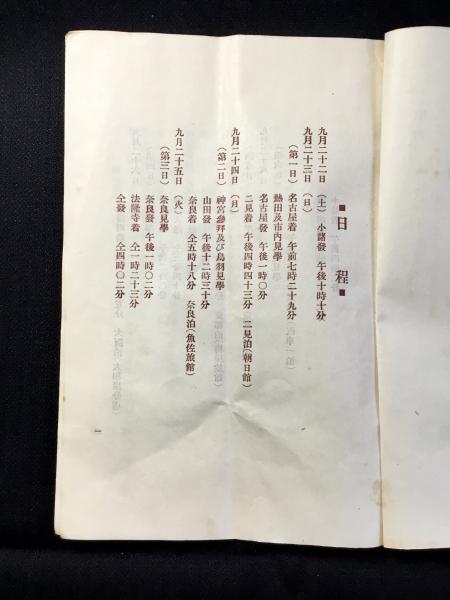 ■日程■
九月二十二日（土）小諸發 午後十時十分
九月二十三日（日）
（第一日）名古屋着 午前七時二十九分
熱田及市内見學
名古屋發 午後一時〇分
二見着 午後四時四十三分 二見泊（朝日館）
九月二十四日（月）
（第二日）神宮參拜及び鳥羽見學
山田發 午後十二時三十分
奈良着 仝五時十八分 奈良泊（魚佐旅館）
九月二十五日（火）
（第三日）奈良見學
奈良發 午後一時〇二分
法隆寺着 仝一時二十三分
仝發 仝四時〇二分
一